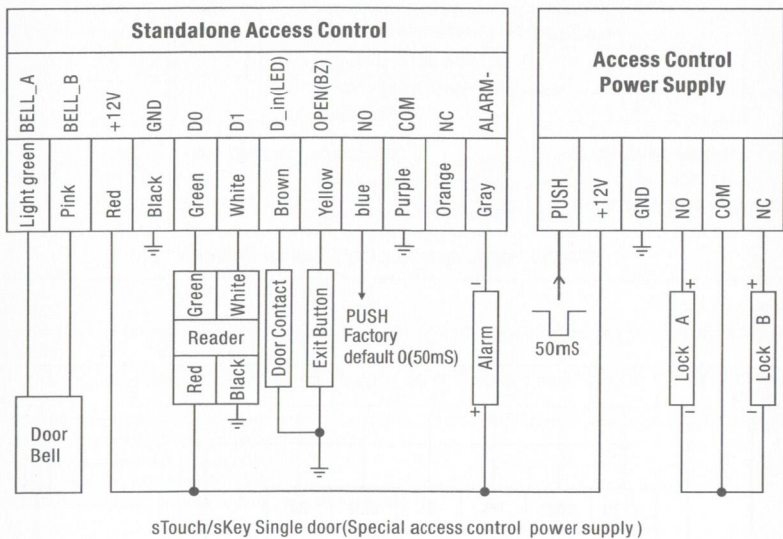 Standalone Access Control
BELL_A
BELL_B
+12V
GND
D0
D1
D_in(LED)
OPEN(BZ)
NO
COM
NC
ALARM-
Light green
Pink
Red
Black
Green
White
Brown
Yellow
blue
Purple
Orange
Gray
Access Control
Power Supply
PUSH
+12V
GND
NO
COM
NC
Green
White
Reader
Red
Black
Door Contact
Exit Button
PUSH
Factory
default 0(50mS)
-
Alarm
+
50mS
+
Lock A
-
+
Lock B
-
Door
Bell
sTouch/sKey Single door(Special access control power supply )